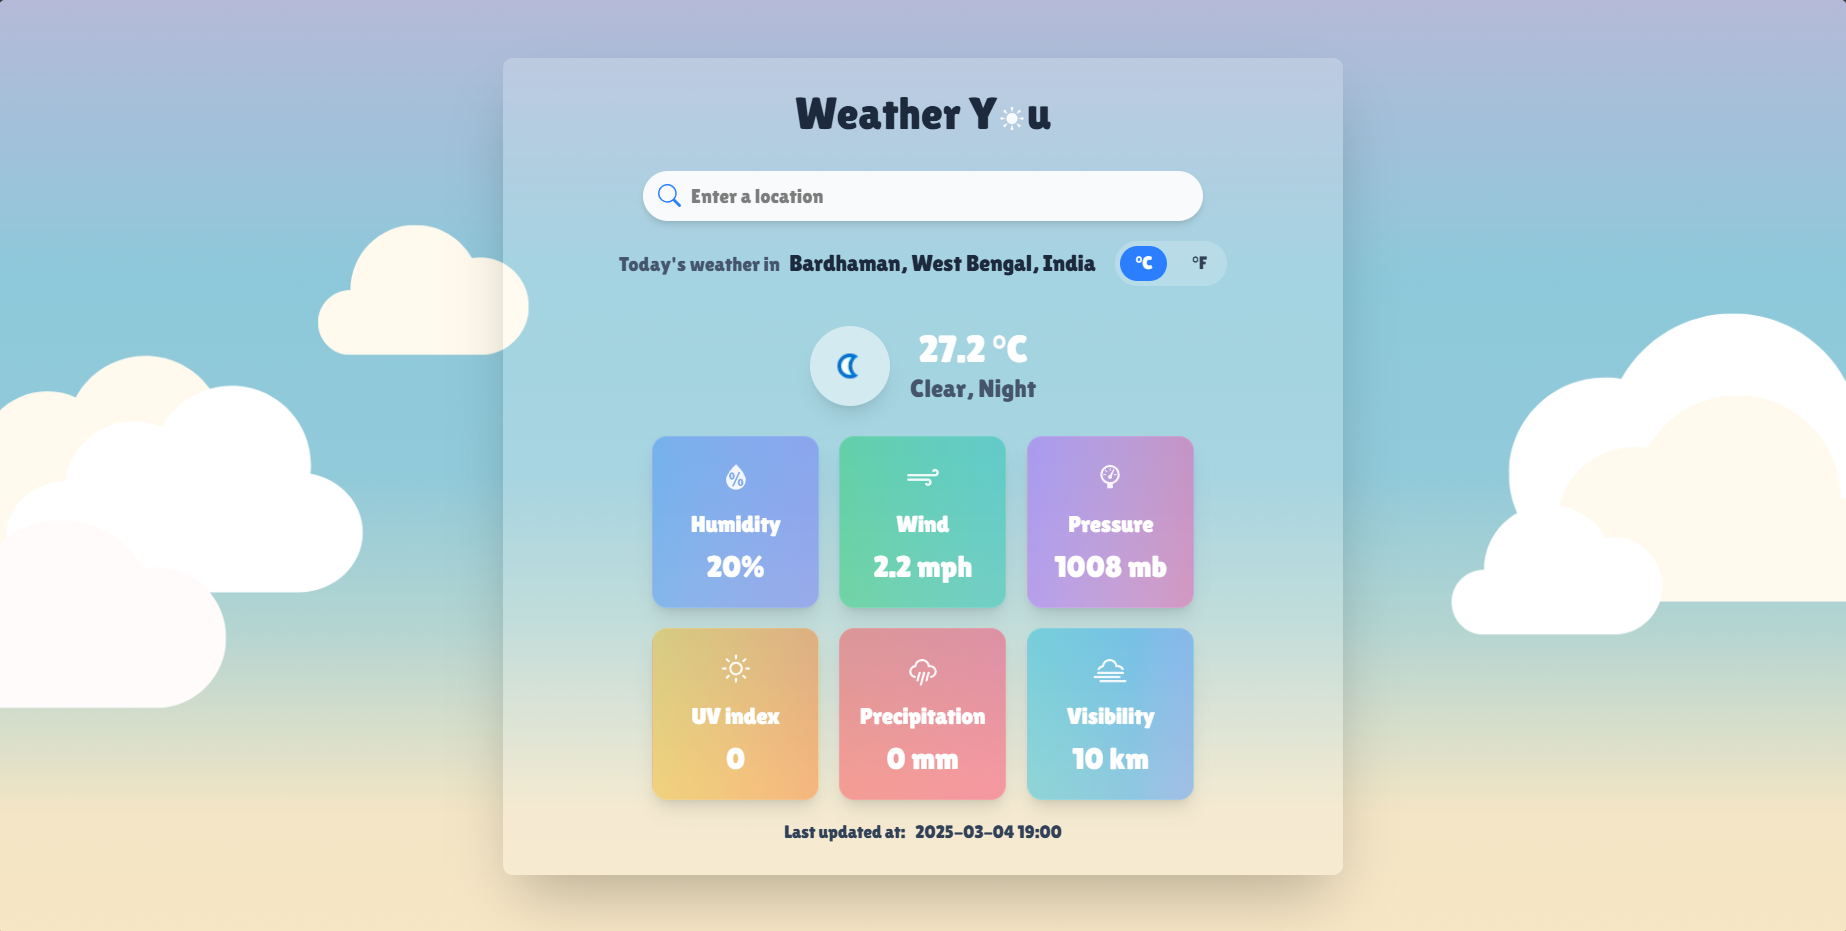 Weather Y☀u
Enter a location
Today's weather in Bardhaman, West Bengal, India °C °F
27.2 °C
Clear, Night
%
Humidity
20%
Wind
2.2 mph
Pressure
1008 mb
UV index
0
Precipitation
0 mm
Visibility
10 km
Last updated at: 2025-03-04 19:00